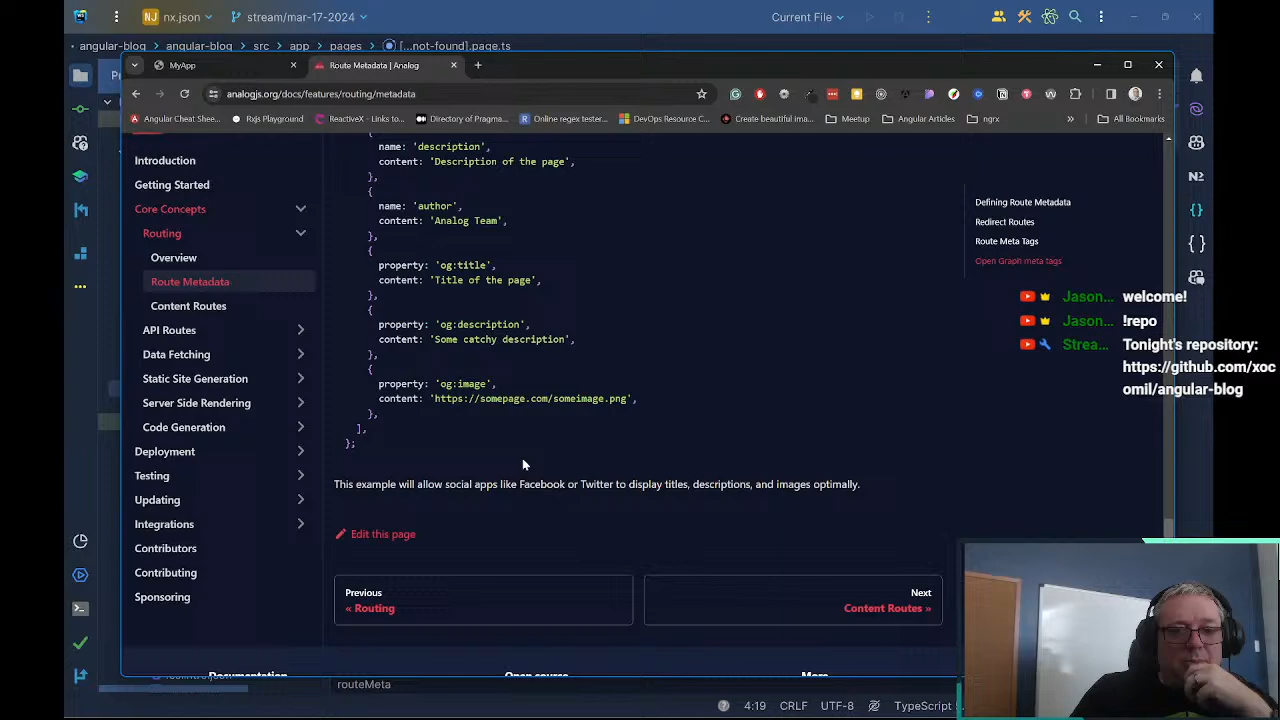 nx.json
stream/mar-17-2024
Current File
angular-blog
angular-blog
src
app
pages
[...not-found].page.ts
MyApp
Route Metadata | Analog
analogjs.org/docs/features/routing/metadata
Angular Cheat Shee...
Rxjs Playground
ReactiveX - Languag...
Directory of Pragma...
Online regex tester...
DevOps Resource C...
Create beautiful ima...
Meetup
Angular Articles
ngrx
All Bookmarks
Introduction
Getting Started
Core Concepts
Routing
Overview
Route Metadata
Content Routes
API Routes
Data Fetching
Static Site Generation
Server Side Rendering
Code Generation
Deployment
Testing
Updating
Integrations
Contributors
Contributing
Sponsoring
{
name: 'description',
content: 'Description of the page',
},
{
name: 'author',
content: 'Analog Team',
},
{
property: 'og:title',
content: 'Title of the page',
},
{
property: 'og:description',
content: 'Some catchy description',
},
{
property: 'og:image',
content: 'https://somepage.com/someimage.png',
},
],
};
This example will allow social apps like Facebook or Twitter to display titles, descriptions, and images optimally.
Edit this page
Previous
« Routing
Next
Content Routes »
Defining Route Metadata
Redirect Routes
Route Meta Tags
Open Graph meta tags
Jason... welcome!
Jason... !repo
Strea... Tonight's repository:
https://github.com/xoc
omil/angular-blog
Documentation
Open source
More
routeMeta
4:19
CRLF
UTF-8
TypeScript